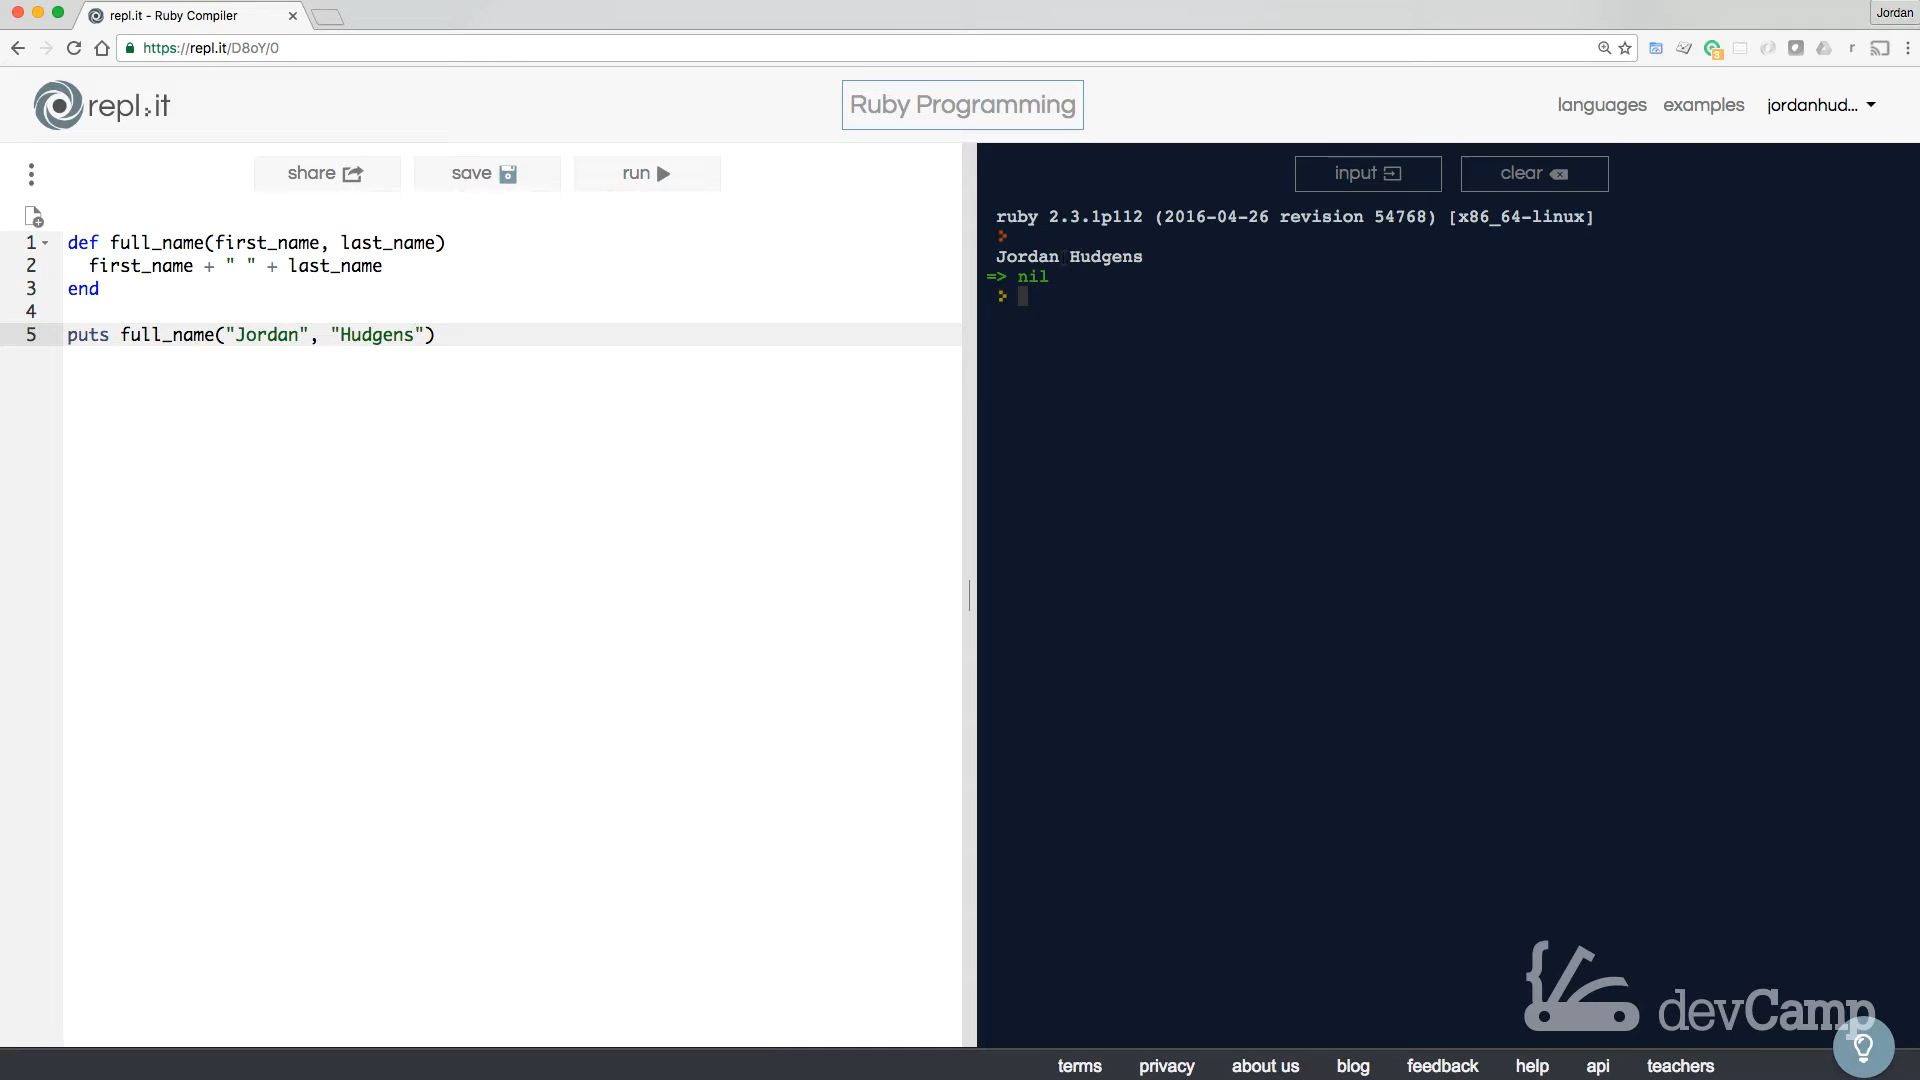 repl.it - Ruby Compiler
Jordan
https://repl.it/D8oY/0
repl.it
Ruby Programming
languages examples jordanhud...
share save run
input clear
1 def full_name(first_name, last_name)
2 first_name + " " + last_name
3 end
4
5 puts full_name("Jordan", "Hudgens")
ruby 2.3.1p112 (2016-04-26 revision 54768) [x86_64-linux]
Jordan Hudgens
=> nil
devCamp
terms privacy about us blog feedback help api teachers